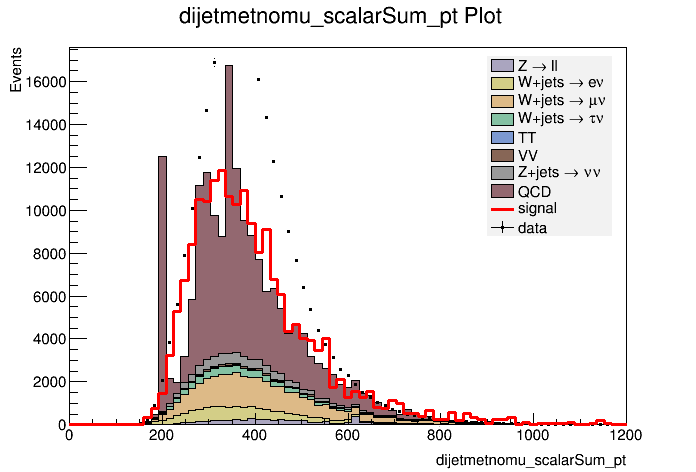 dijetmetnomu_scalarSum_pt Plot
Events
16000
14000
12000
10000
8000
6000
4000
2000
0
0 200 400 600 800 1000 1200
dijetmetnomu_scalarSum_pt
Z → ll
W+jets → eν
W+jets → μν
W+jets → τν
TT
VV
Z+jets → νν
QCD
signal
data